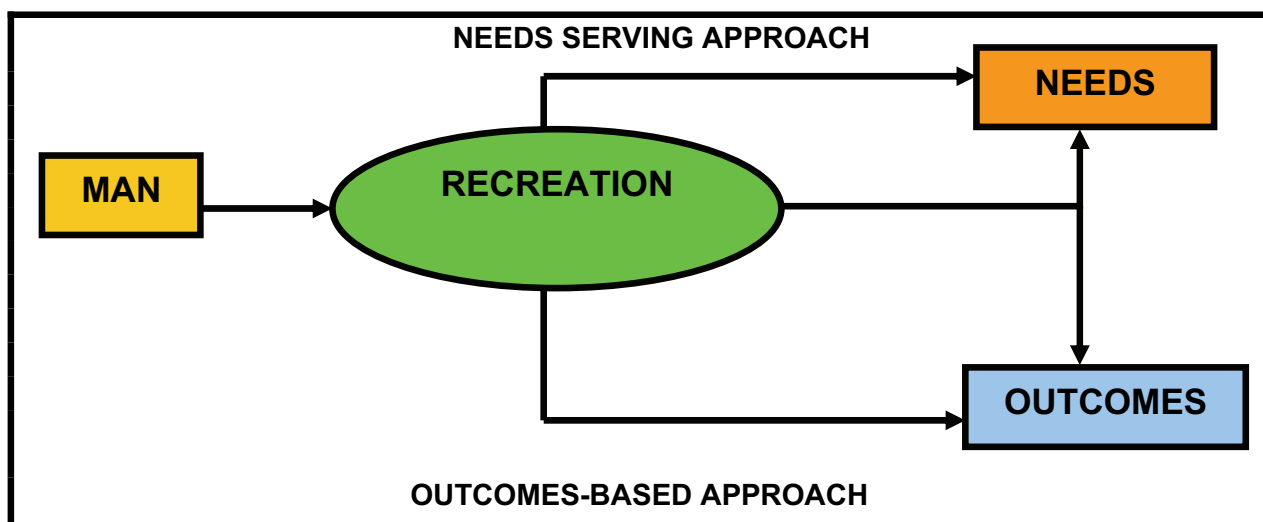 NEEDS SERVING APPROACH
NEEDS
MAN
RECREATION
OUTCOMES
OUTCOMES-BASED APPROACH